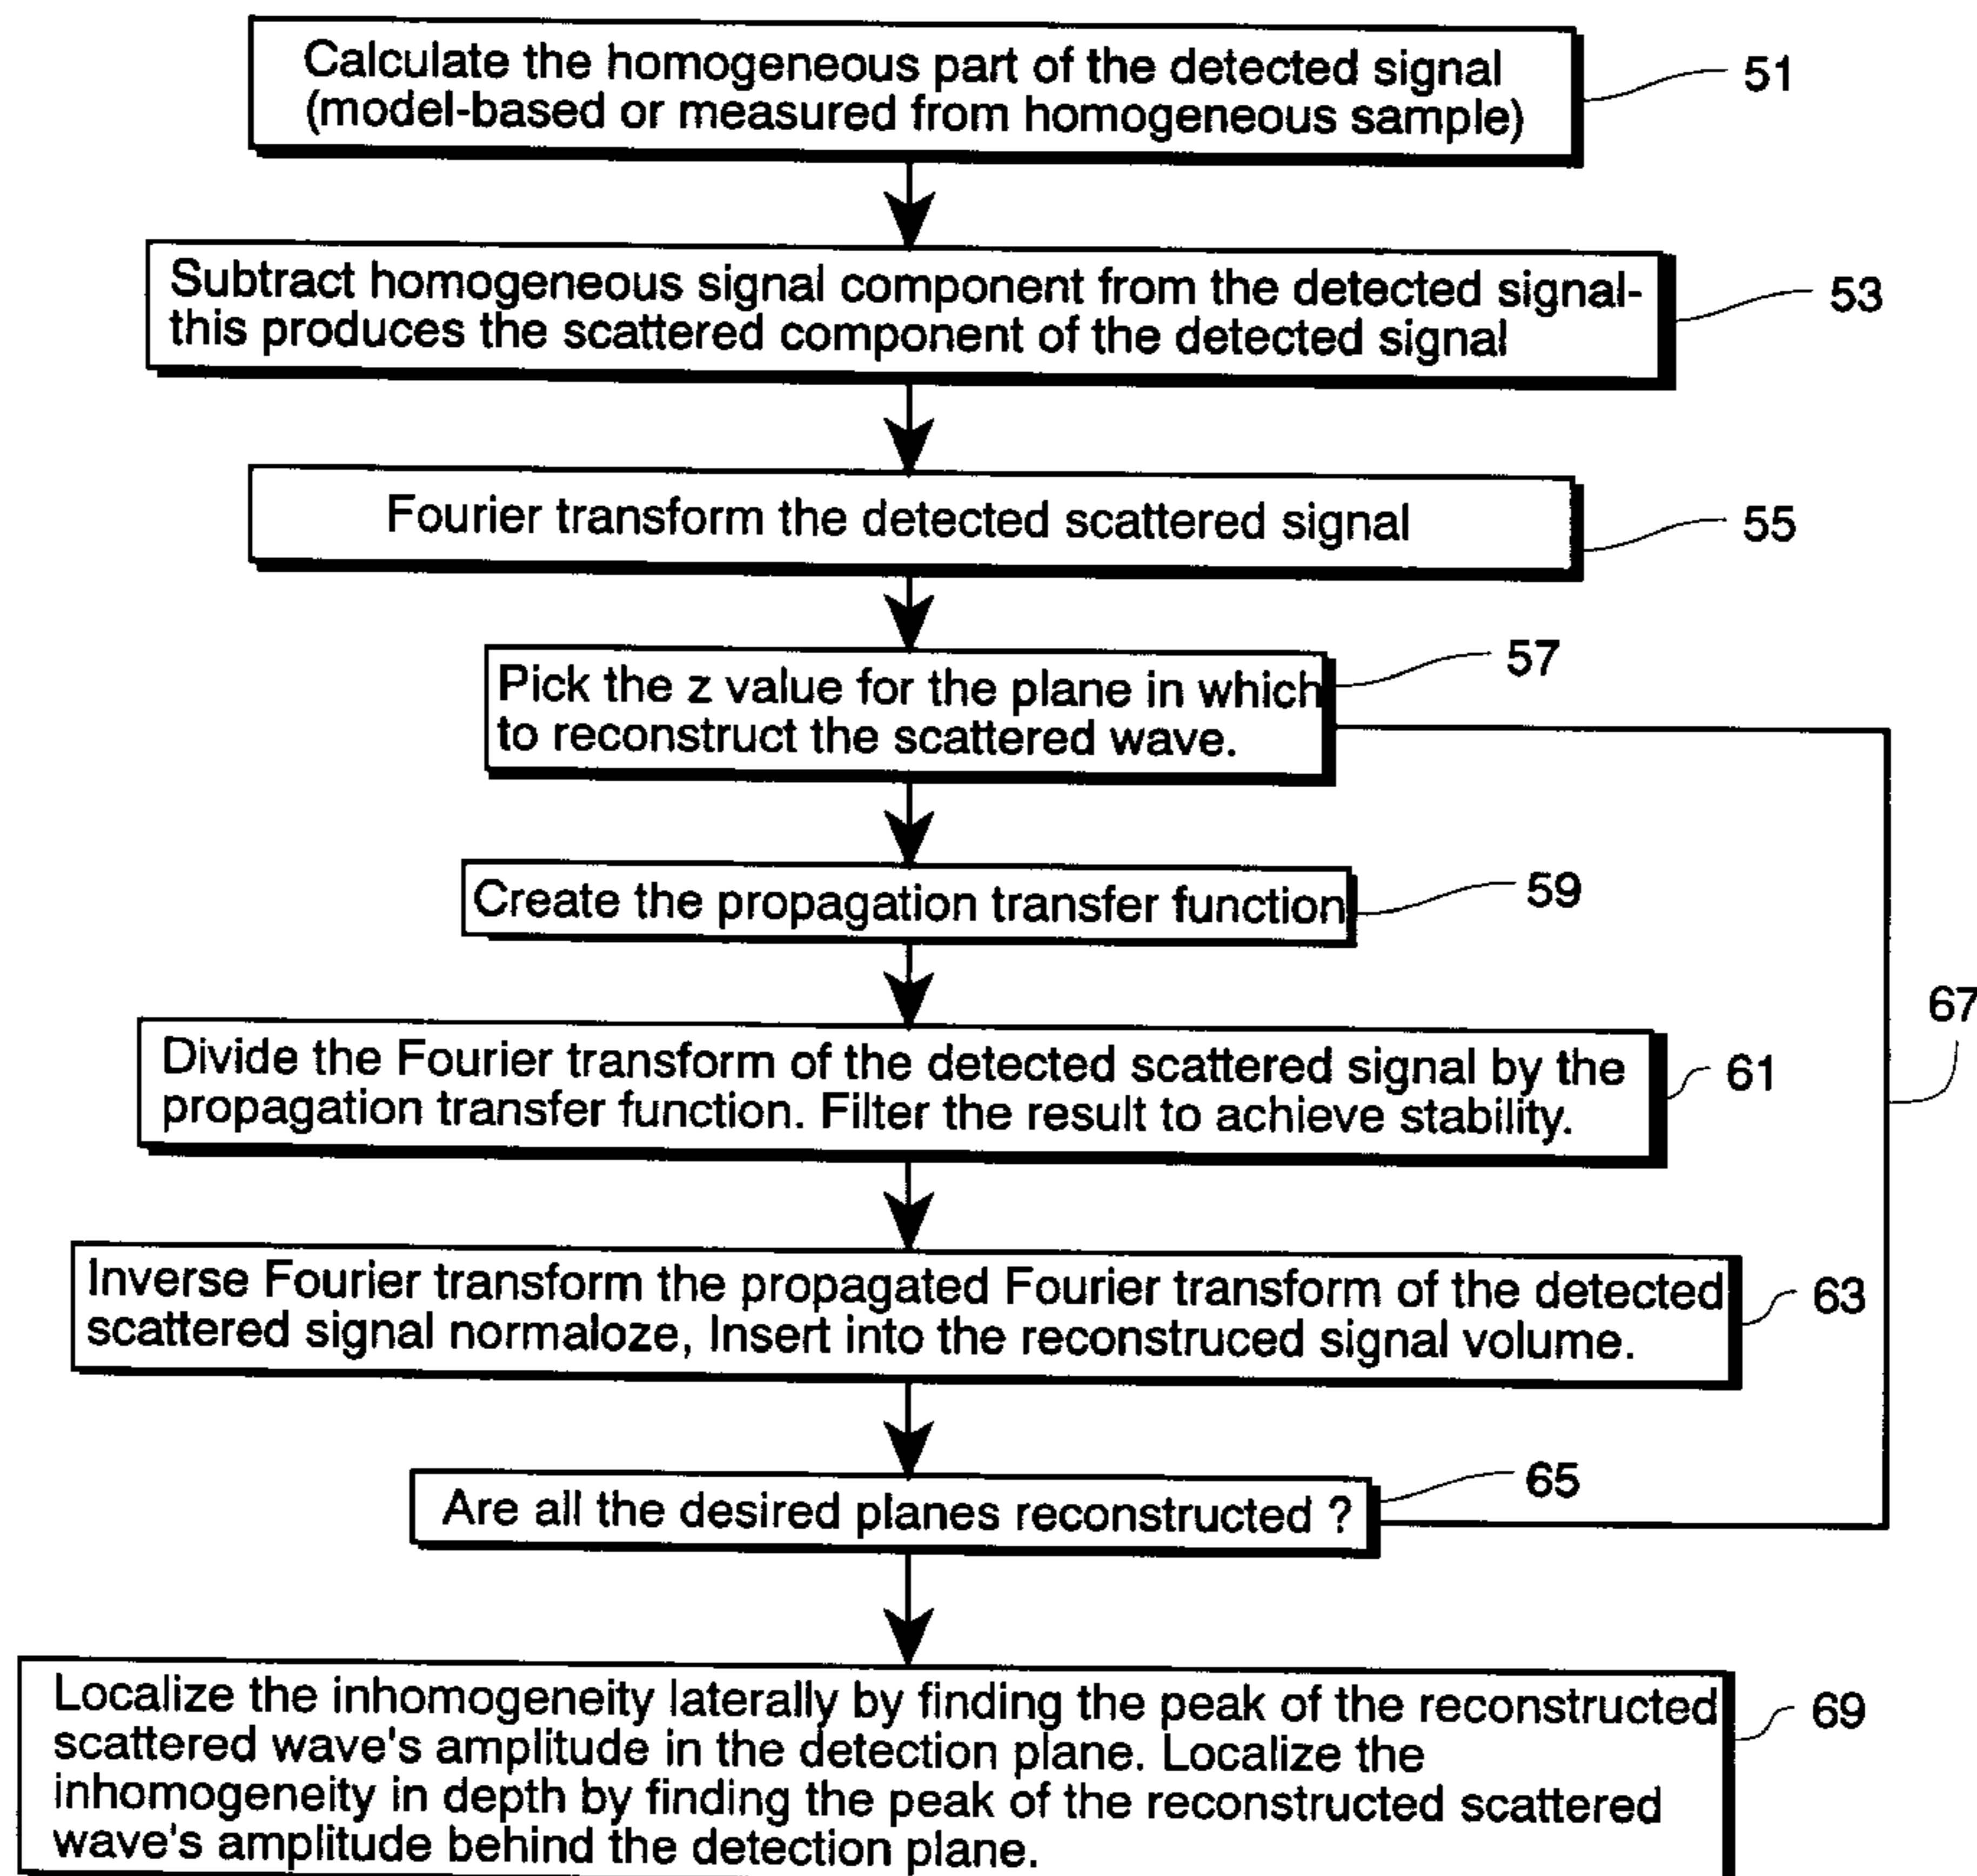 Calculate the homogeneous part of the detected signal
(model-based or measured from homogeneous sample)
51
Subtract homogeneous signal component from the detected signal-
this produces the scattered component of the detected signal
53
Fourier transform the detected scattered signal
55
Pick the z value for the plane in which
to reconstruct the scattered wave.
57
Create the propagation transfer function
59
67
Divide the Fourier transform of the detected scattered signal by the
propagation transfer function. Filter the result to achieve stability.
61
Inverse Fourier transform the propagated Fourier transform of the detected
scattered signal normaloze, Insert into the reconstruced signal volume.
63
Are all the desired planes reconstructed ?
65
Localize the inhomogeneity laterally by finding the peak of the reconstructed
scattered wave's amplitude in the detection plane. Localize the
inhomogeneity in depth by finding the peak of the reconstructed scattered
wave's amplitude behind the detection plane.
69